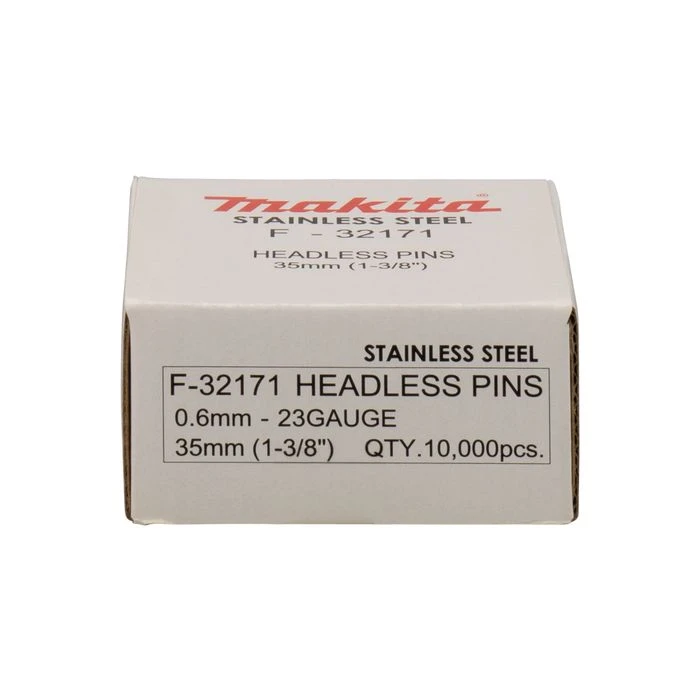 makita®
STAINLESS STEEL
F - 32171
HEADLESS PINS
35mm (1-3/8")
STAINLESS STEEL
F-32171 HEADLESS PINS
0.6mm - 23GAUGE
35mm (1-3/8") QTY.10,000pcs.